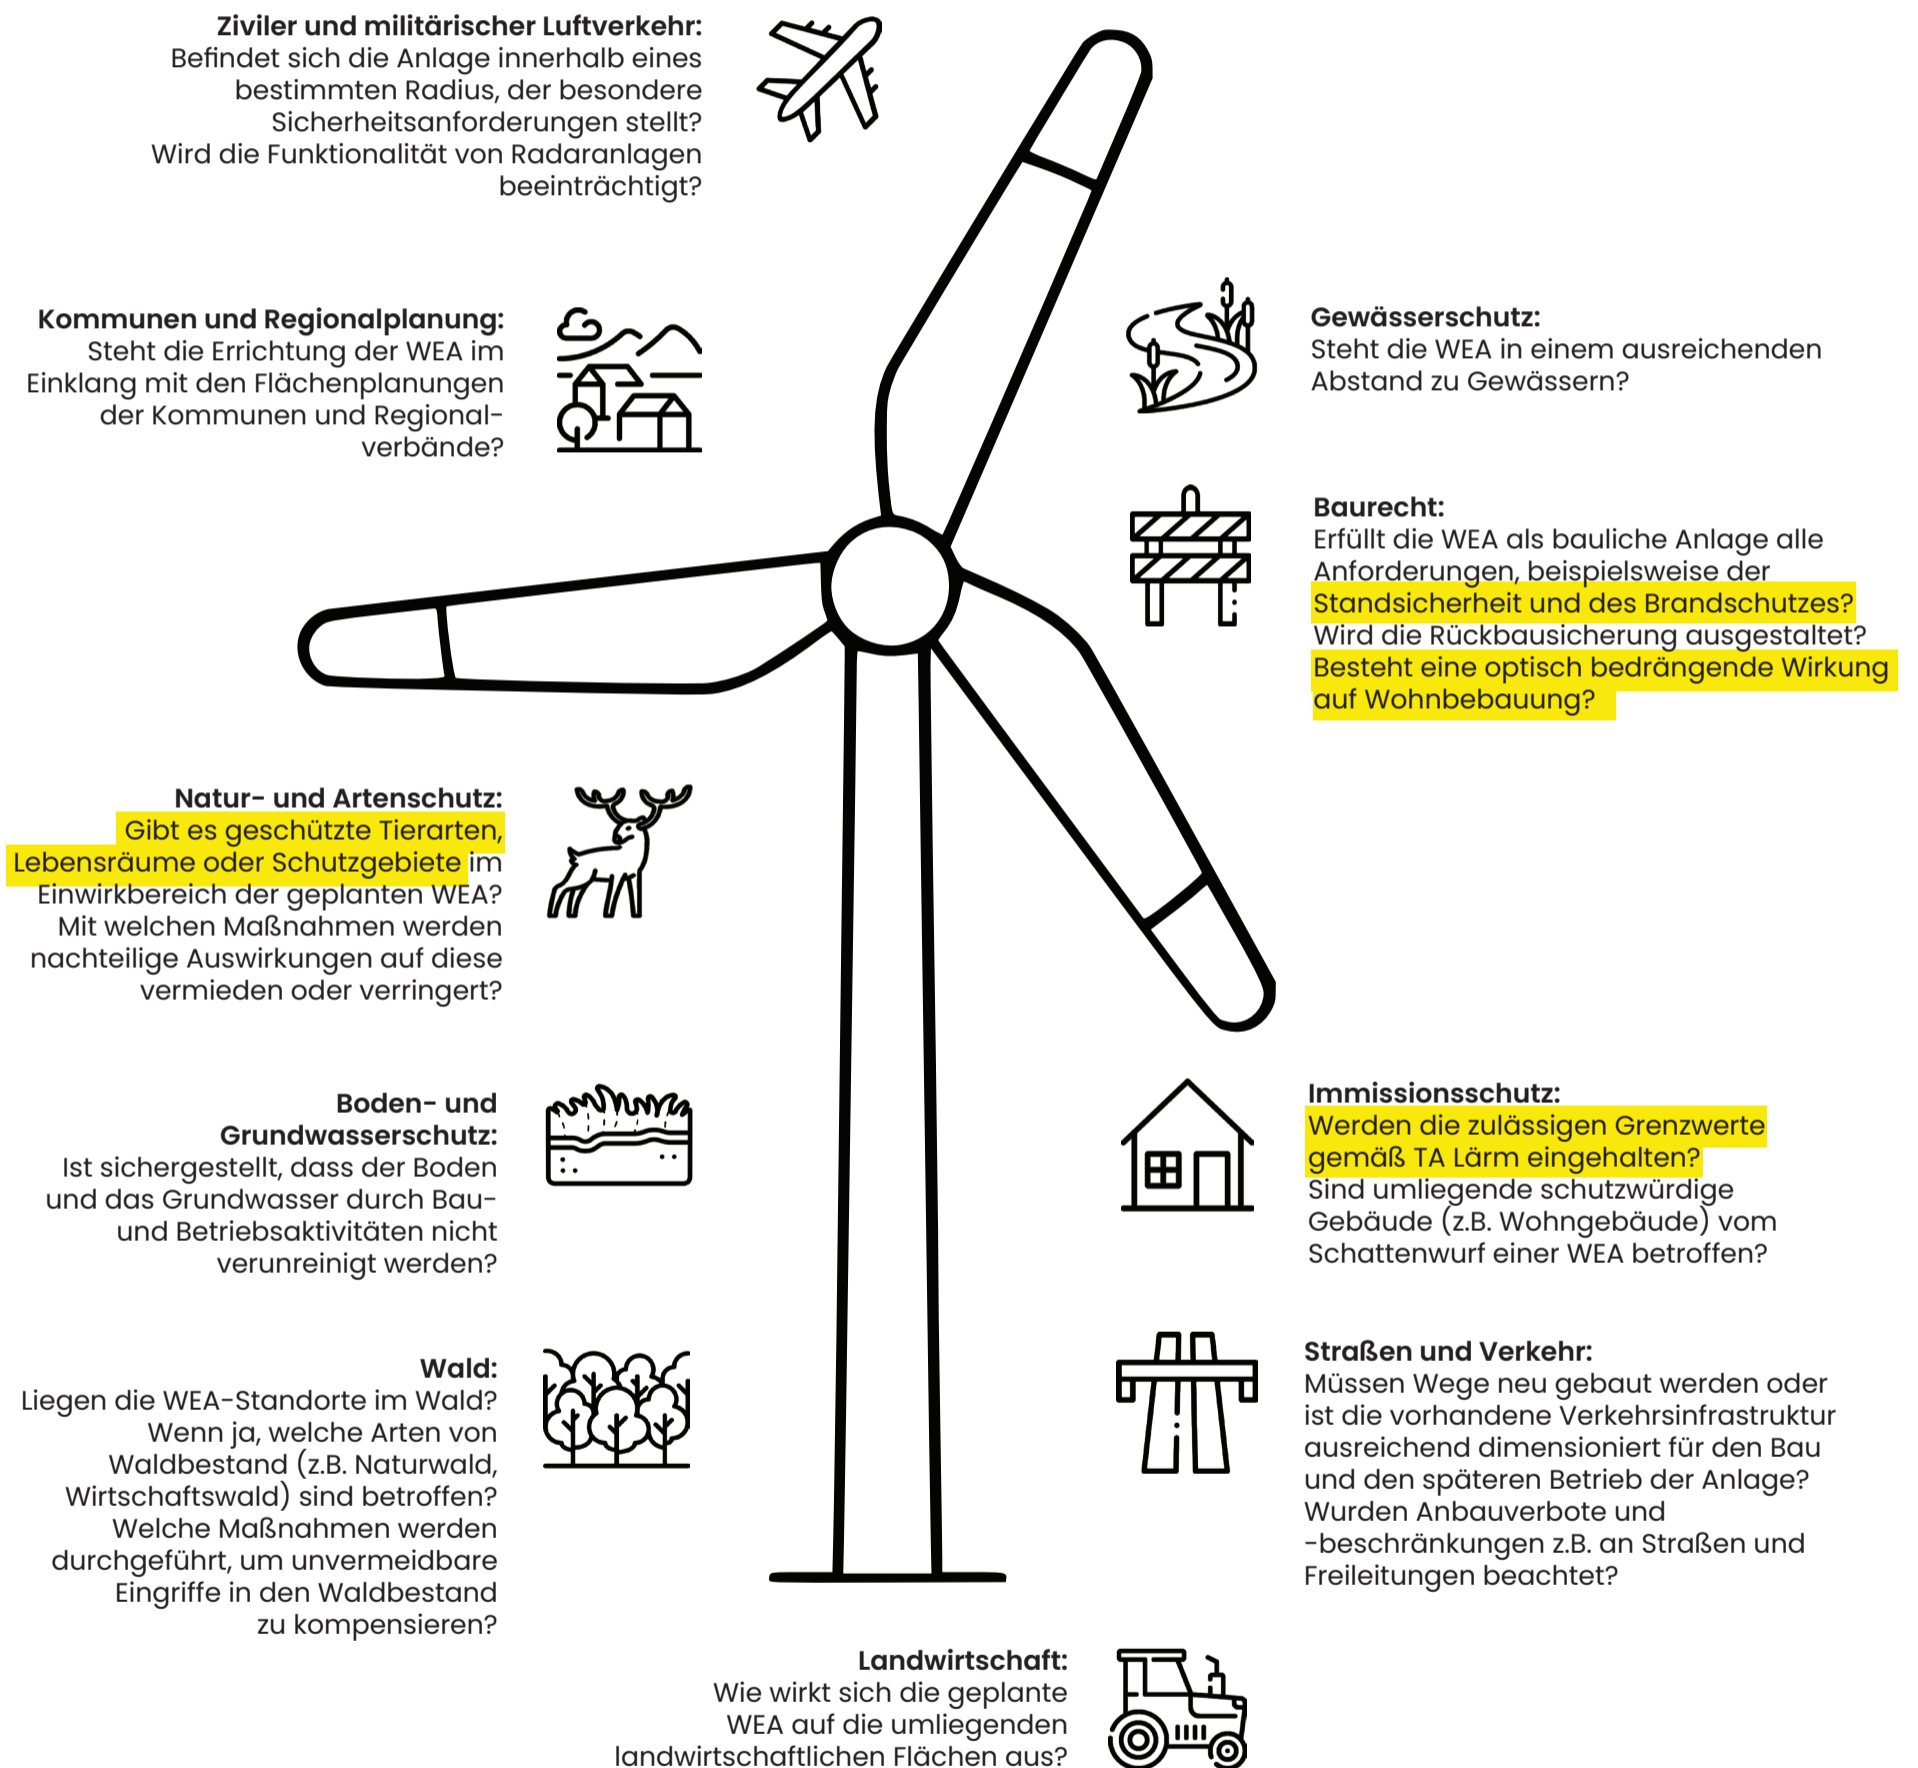 Ziviler und militärischer Luftverkehr:
Befindet sich die Anlage innerhalb eines
bestimmten Radius, der besondere
Sicherheitsanforderungen stellt?
Wird die Funktionalität von Radaranlagen
beeinträchtigt?
Kommunen und Regionalplanung:
Steht die Errichtung der WEA im
Einklang mit den Flächenplanungen
der Kommunen und Regional-
verbände?
Gewässerschutz:
Steht die WEA in einem ausreichenden
Abstand zu Gewässern?
Baurecht:
Erfüllt die WEA als bauliche Anlage alle
Anforderungen, beispielsweise der
Standsicherheit und des Brandschutzes?
Wird die Rückbausicherung ausgestaltet?
Besteht eine optisch bedrängende Wirkung
auf Wohnbebauung?
Natur- und Artenschutz:
Gibt es geschützte Tierarten,
Lebensräume oder Schutzgebiete im
Einwirkbereich der geplanten WEA?
Mit welchen Maßnahmen werden
nachteilige Auswirkungen auf diese
vermieden oder verringert?
Boden- und
Grundwasserschutz:
Ist sichergestellt, dass der Boden
und das Grundwasser durch Bau-
und Betriebsaktivitäten nicht
verunreinigt werden?
Immissionsschutz:
Werden die zulässigen Grenzwerte
gemäß TA Lärm eingehalten?
Sind umliegende schutzwürdige
Gebäude (z.B. Wohngebäude) vom
Schattenwurf einer WEA betroffen?
Wald:
Liegen die WEA-Standorte im Wald?
Wenn ja, welche Arten von
Waldbestand (z.B. Naturwald,
Wirtschaftswald) sind betroffen?
Welche Maßnahmen werden
durchgeführt, um unvermeidbare
Eingriffe in den Waldbestand
zu kompensieren?
Straßen und Verkehr:
Müssen Wege neu gebaut werden oder
ist die vorhandene Verkehrsinfrastruktur
ausreichend dimensioniert für den Bau
und den späteren Betrieb der Anlage?
Wurden Anbauverbote und
-beschränkungen z.B. an Straßen und
Freileitungen beachtet?
Landwirtschaft:
Wie wirkt sich die geplante
WEA auf die umliegenden
landwirtschaftlichen Flächen aus?